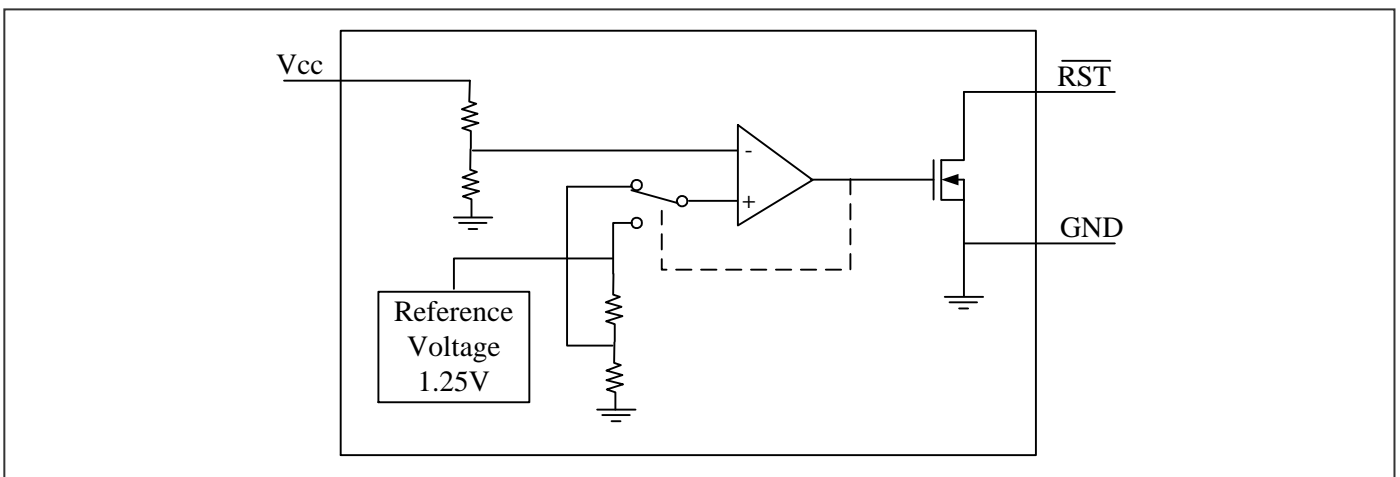 Vcc
RST
-
+
GND
Reference
Voltage
1.25V